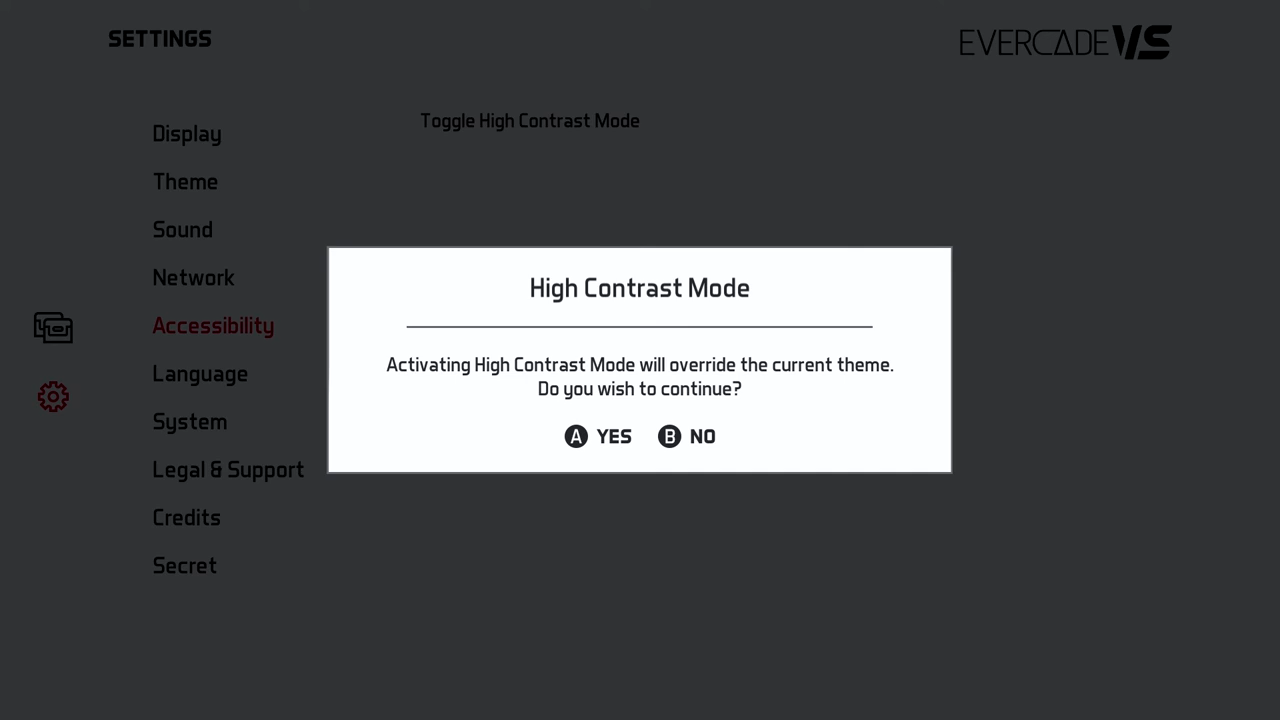 SETTINGS
EVERCADE VS
Display
Theme
Sound
Network
Accessibility
Language
System
Legal & Support
Credits
Secret
Toggle High Contrast Mode
High Contrast Mode
Activating High Contrast Mode will override the current theme.
Do you wish to continue?
A YES B NO